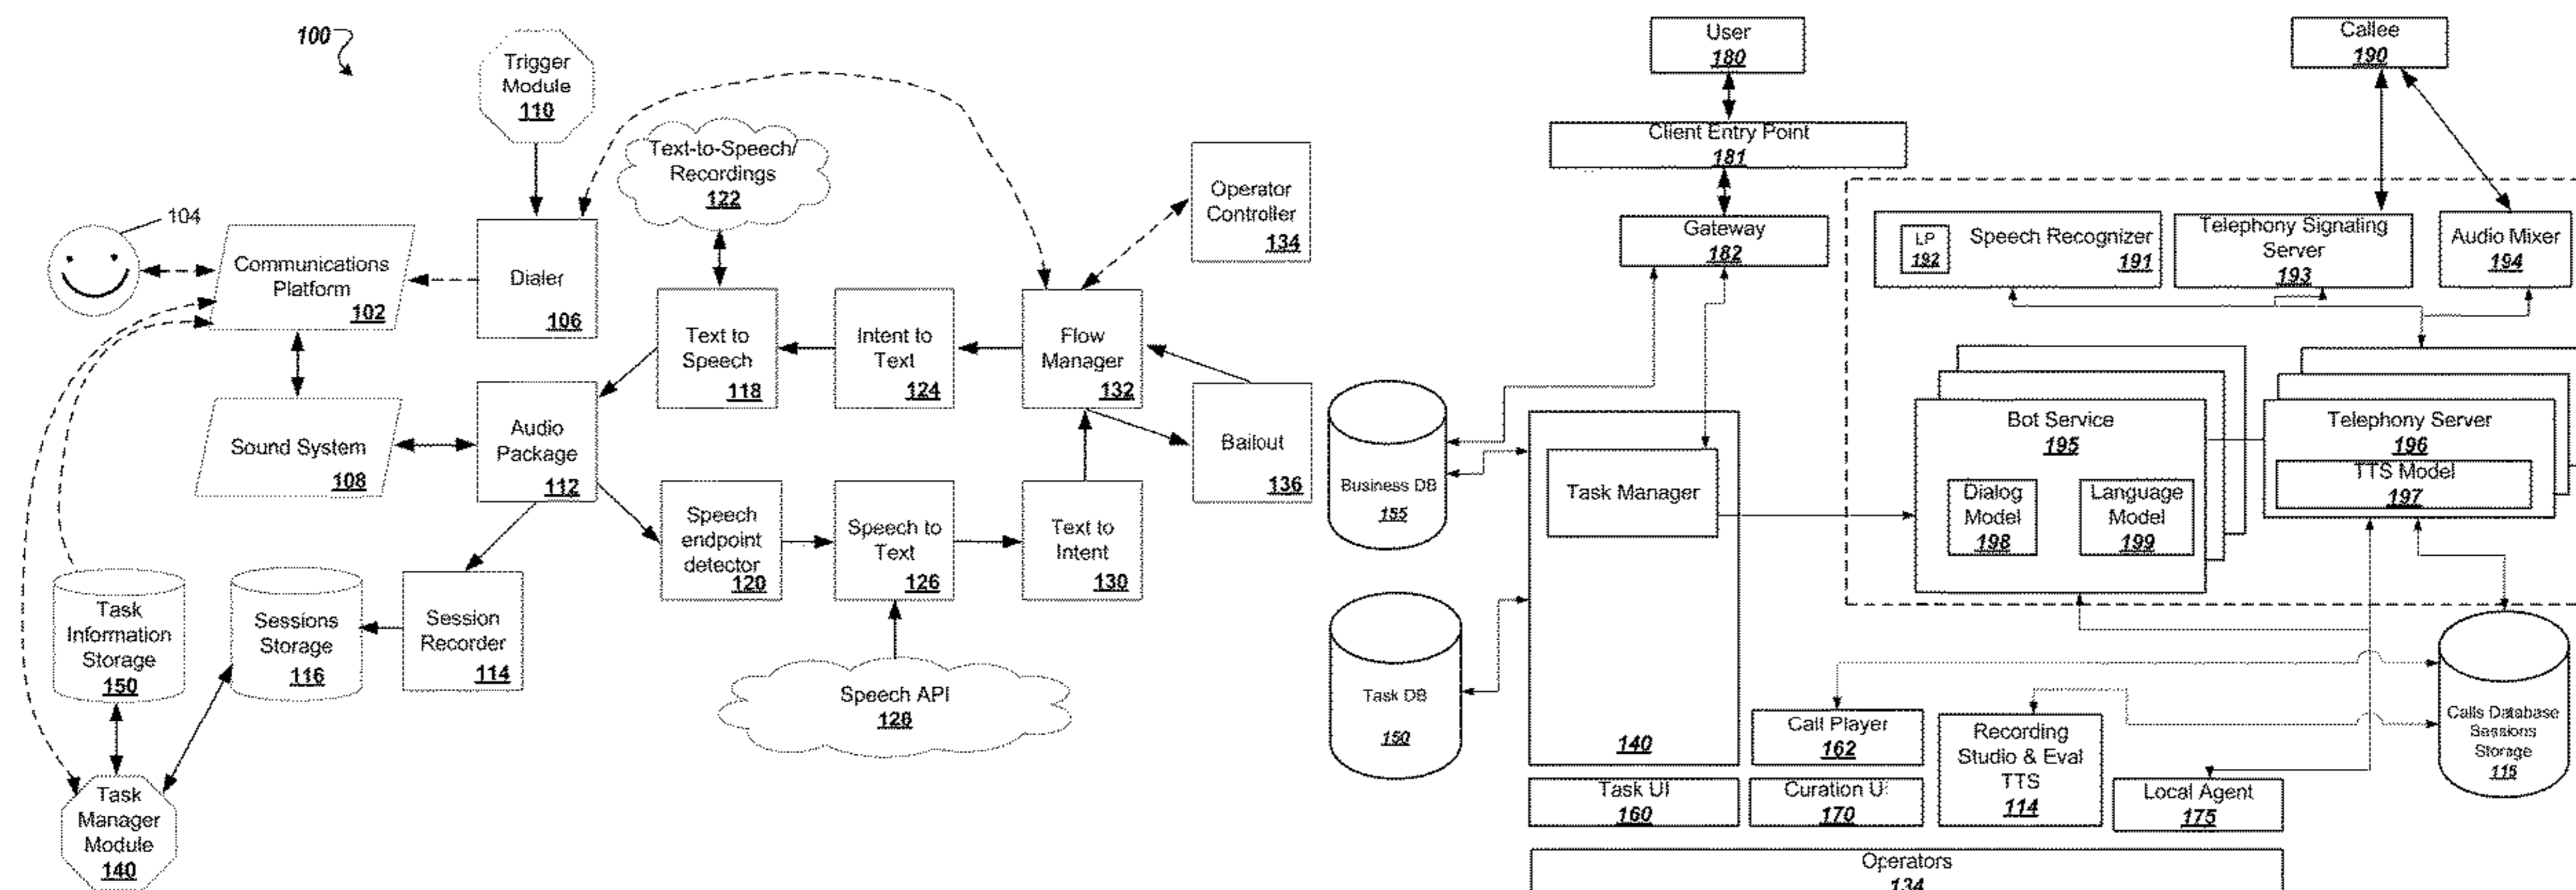 100
Trigger
Module
110
Text-to-Speech/
Recordings
122
Operator
Controller
134
104
Communications
Platform
102
Dialer
106
Text to
Speech
118
Intent to
Text
124
Flow
Manager
132
Sound System
108
Audio
Package
112
Bailout
136
Speech
endpoint
detector
120
Speech to
Text
126
Text to
Intent
130
Task
Information
Storage
150
Sessions
Storage
116
Session
Recorder
114
Speech API
128
Task
Manager
Module
140
User
180
Callee
190
Client Entry Point
181
Gateway
182
LP
192
Speech Recognizer
191
Telephony Signaling
Server
193
Audio Mixer
194
Business DB
155
Task Manager
Bot Service
195
Dialog
Model
198
Language
Model
199
Telephony Server
196
TTS Model
197
Task DB
150
140
Call Player
162
Recording
Studio & Eval
TTS
114
Calls Database
Sessions
Storage
115
Task UI
160
Curation UI
170
Local Agent
175
Operators
134